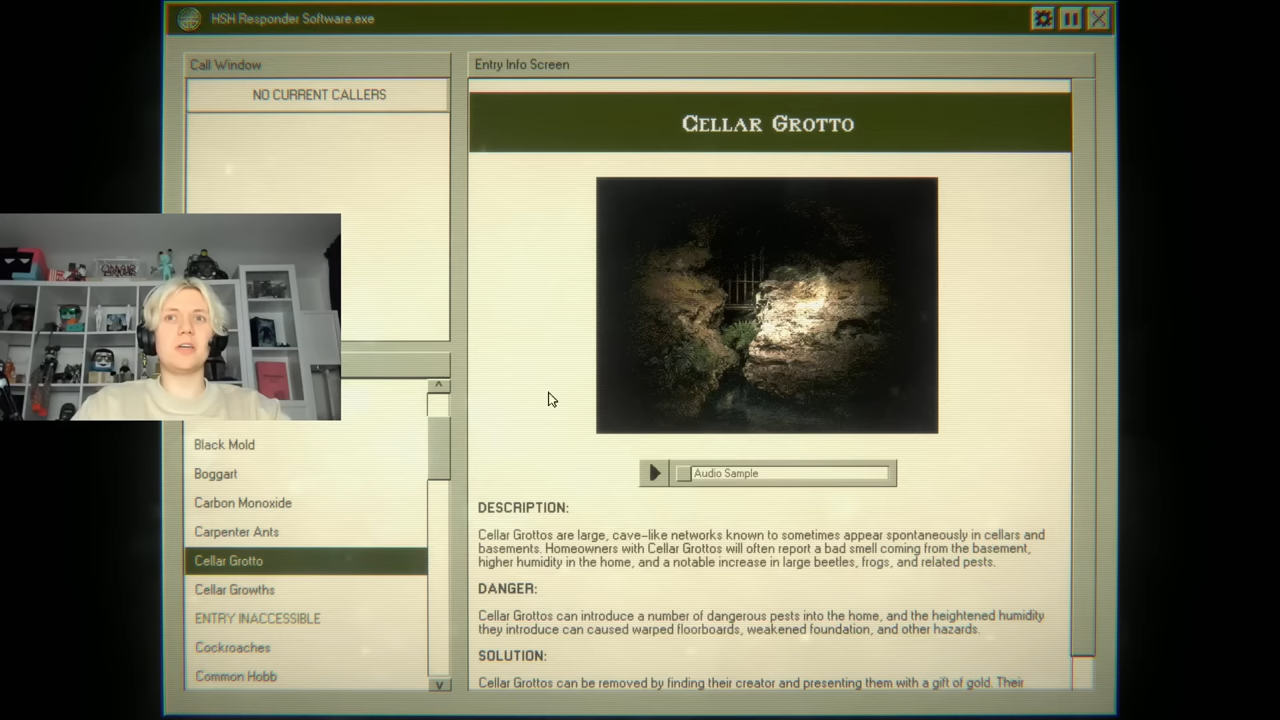 HSH Responder Software.exe
Call Window
NO CURRENT CALLERS
Black Mold
Boggart
Carbon Monoxide
Carpenter Ants
Cellar Grotto
Cellar Growths
ENTRY INACCESSIBLE
Cockroaches
Common Hobb
Entry Info Screen
Cellar Grotto
Audio Sample
DESCRIPTION:
Cellar Grottos are large, cave-like networks known to sometimes appear spontaneously in cellars and
basements. Homeowners with Cellar Grottos will often report a bad smell coming from the basement,
higher humidity in the home, and a notable increase in large beetles, frogs, and related pests.
DANGER:
Cellar Grottos can introduce a number of dangerous pests into the home, and the heightened humidity
they introduce can caused warped floorboards, weakened foundation, and other hazards.
SOLUTION:
Cellar Grottos can be removed by finding their creator and presenting them with a gift of gold. Their